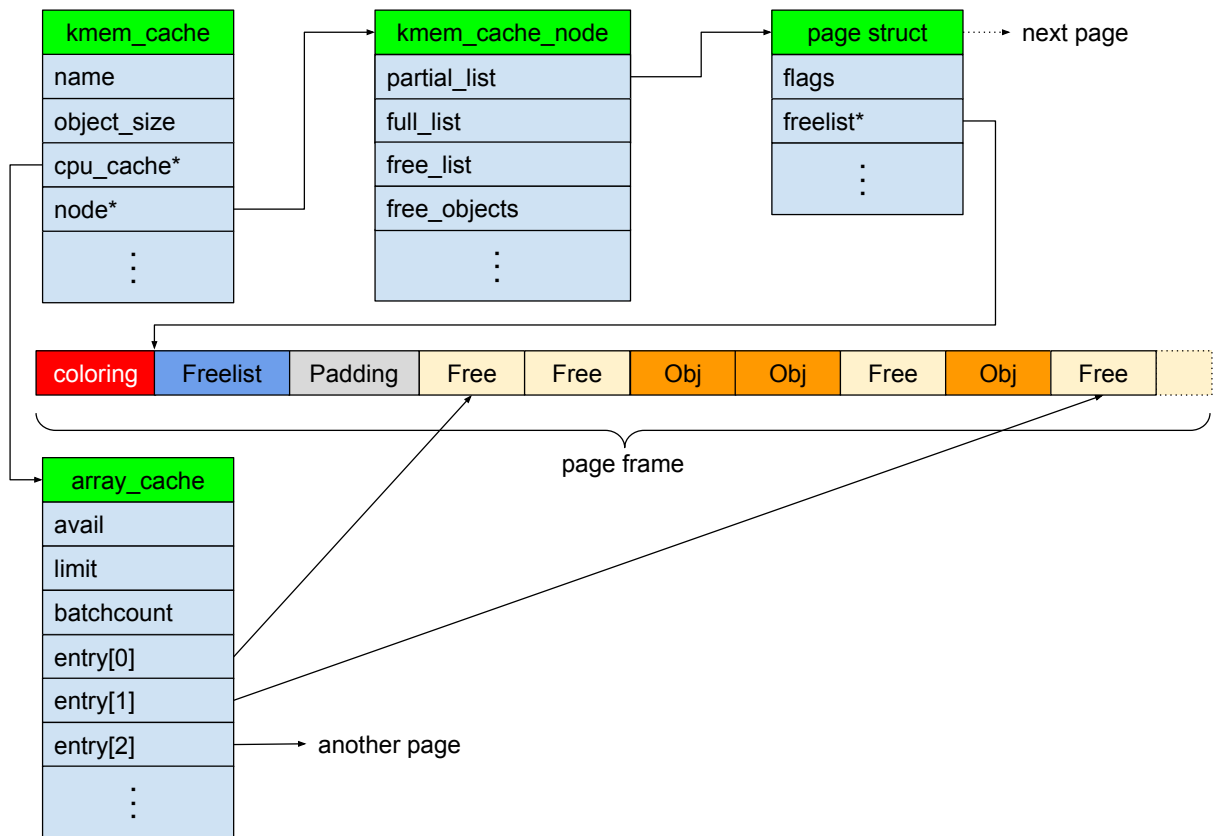 kmem_cache
name
object_size
cpu_cache*
node*
kmem_cache_node
partial_list
full_list
free_list
free_objects
page struct
next page
flags
freelist*
coloring Freelist Padding Free Free Obj Obj Free Obj Free
page frame
array_cache
avail
limit
batchcount
entry[0]
entry[1]
entry[2]
another page